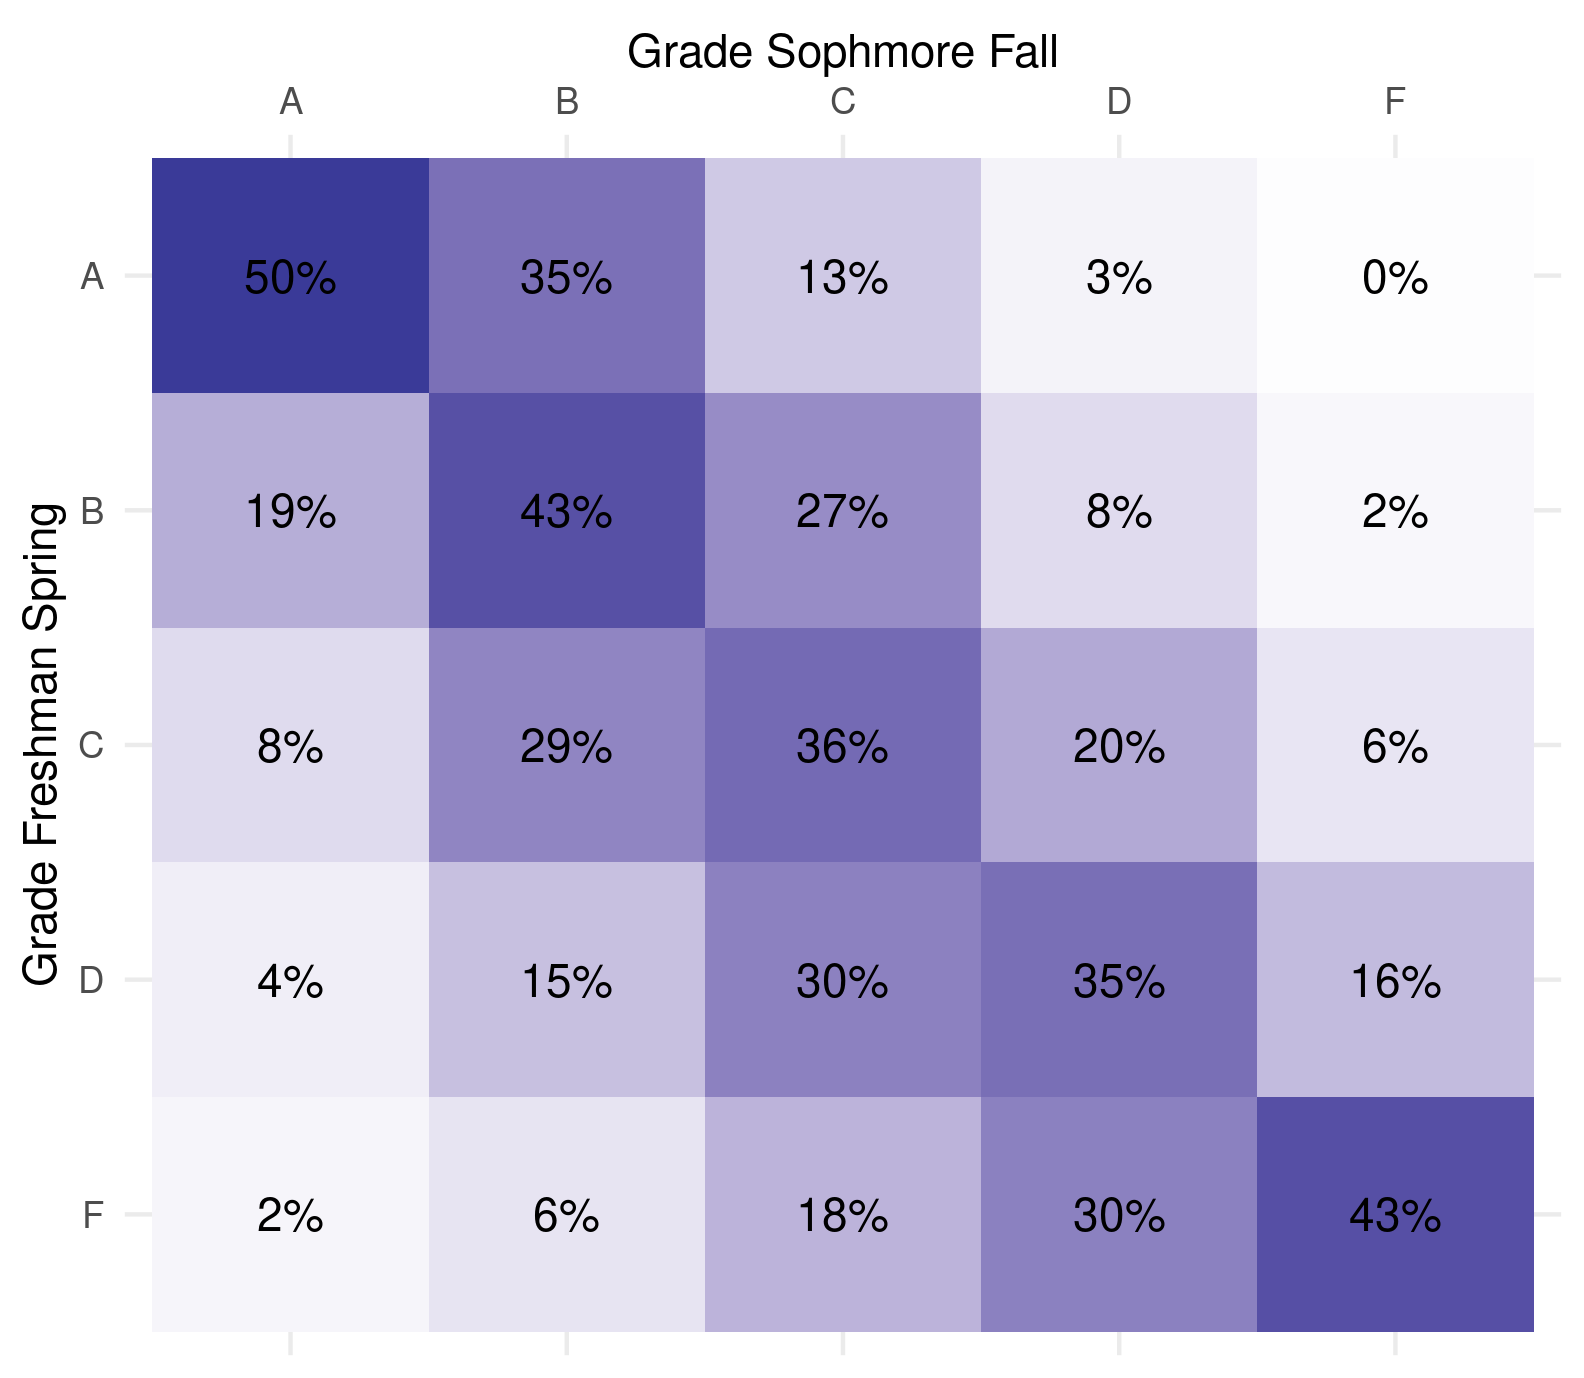 Grade Sophmore Fall
A B C D F
Grade Freshman Spring
A 50% 35% 13% 3% 0%
B 19% 43% 27% 8% 2%
C 8% 29% 36% 20% 6%
D 4% 15% 30% 35% 16%
F 2% 6% 18% 30% 43%